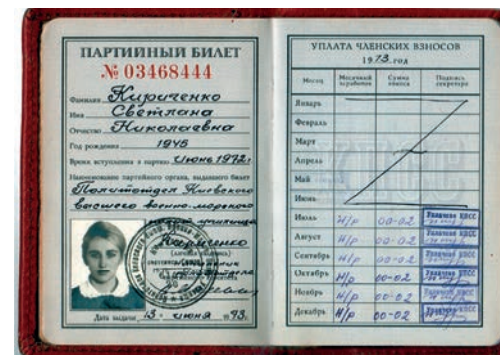 ПАРТИЙНЫЙ БИЛЕТ
№ 03468444
Фамилия Кириченко
Имя Светлана
Отчество Николаевна
Год рождения 1945
Время вступления в партию июнь 1972 г.
Наименование партийного органа, выдавшего билет
Политотдел Киевского
высшего военно-морского
училища
Дата выдачи 13 июня 1973
УПЛАТА ЧЛЕНСКИХ ВЗНОСОВ
1973 год
Месяц Месячный заработок Сумма взноса Подпись секретаря
Январь
Февраль
Март
Апрель
Май
Июнь
Июль н/р 00-02 Уплачено КПСС
Август н/р 00-02 Уплачено КПСС
Сентябрь н/р 00-02 Уплачено КПСС
Октябрь н/р 00-02 Уплачено КПСС
Ноябрь н/р 00-02 Уплачено КПСС
Декабрь н/р 00-02 Уплачено КПСС